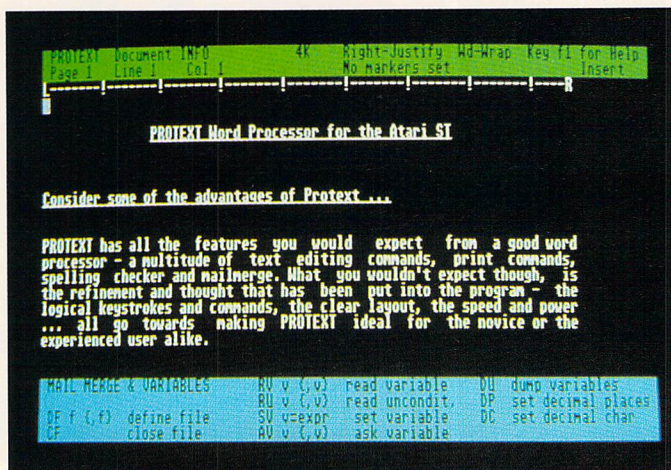 PROTEXT Document INFO 4K Right-Justify Wd-Wrap Key f1 for Help
Page 1 Line 1 Col 1 No markers set Insert
L-------!-------!-------!-------!-------!-------!-------!-------!----R
PROTEXT Word Processor for the Atari ST
Consider some of the advantages of Protext ...
PROTEXT has all the features you would expect from a good word
processor - a multitude of text editing commands, print commands,
spelling checker and mailmerge. What you wouldn't expect though, is
the refinement and thought that has been put into the program - the
logical keystrokes and commands, the clear layout, the speed and power
... all go towards making PROTEXT ideal for the novice or the
experienced user alike.
MAIL MERGE & VARIABLES RV v {,v} read variable DU dump variables
RU v {,v} read uncondit. DP set decimal places
DF f {,f} define file SV v=expr set variable DC set decimal char
CF close file AV v {,v} ask variable